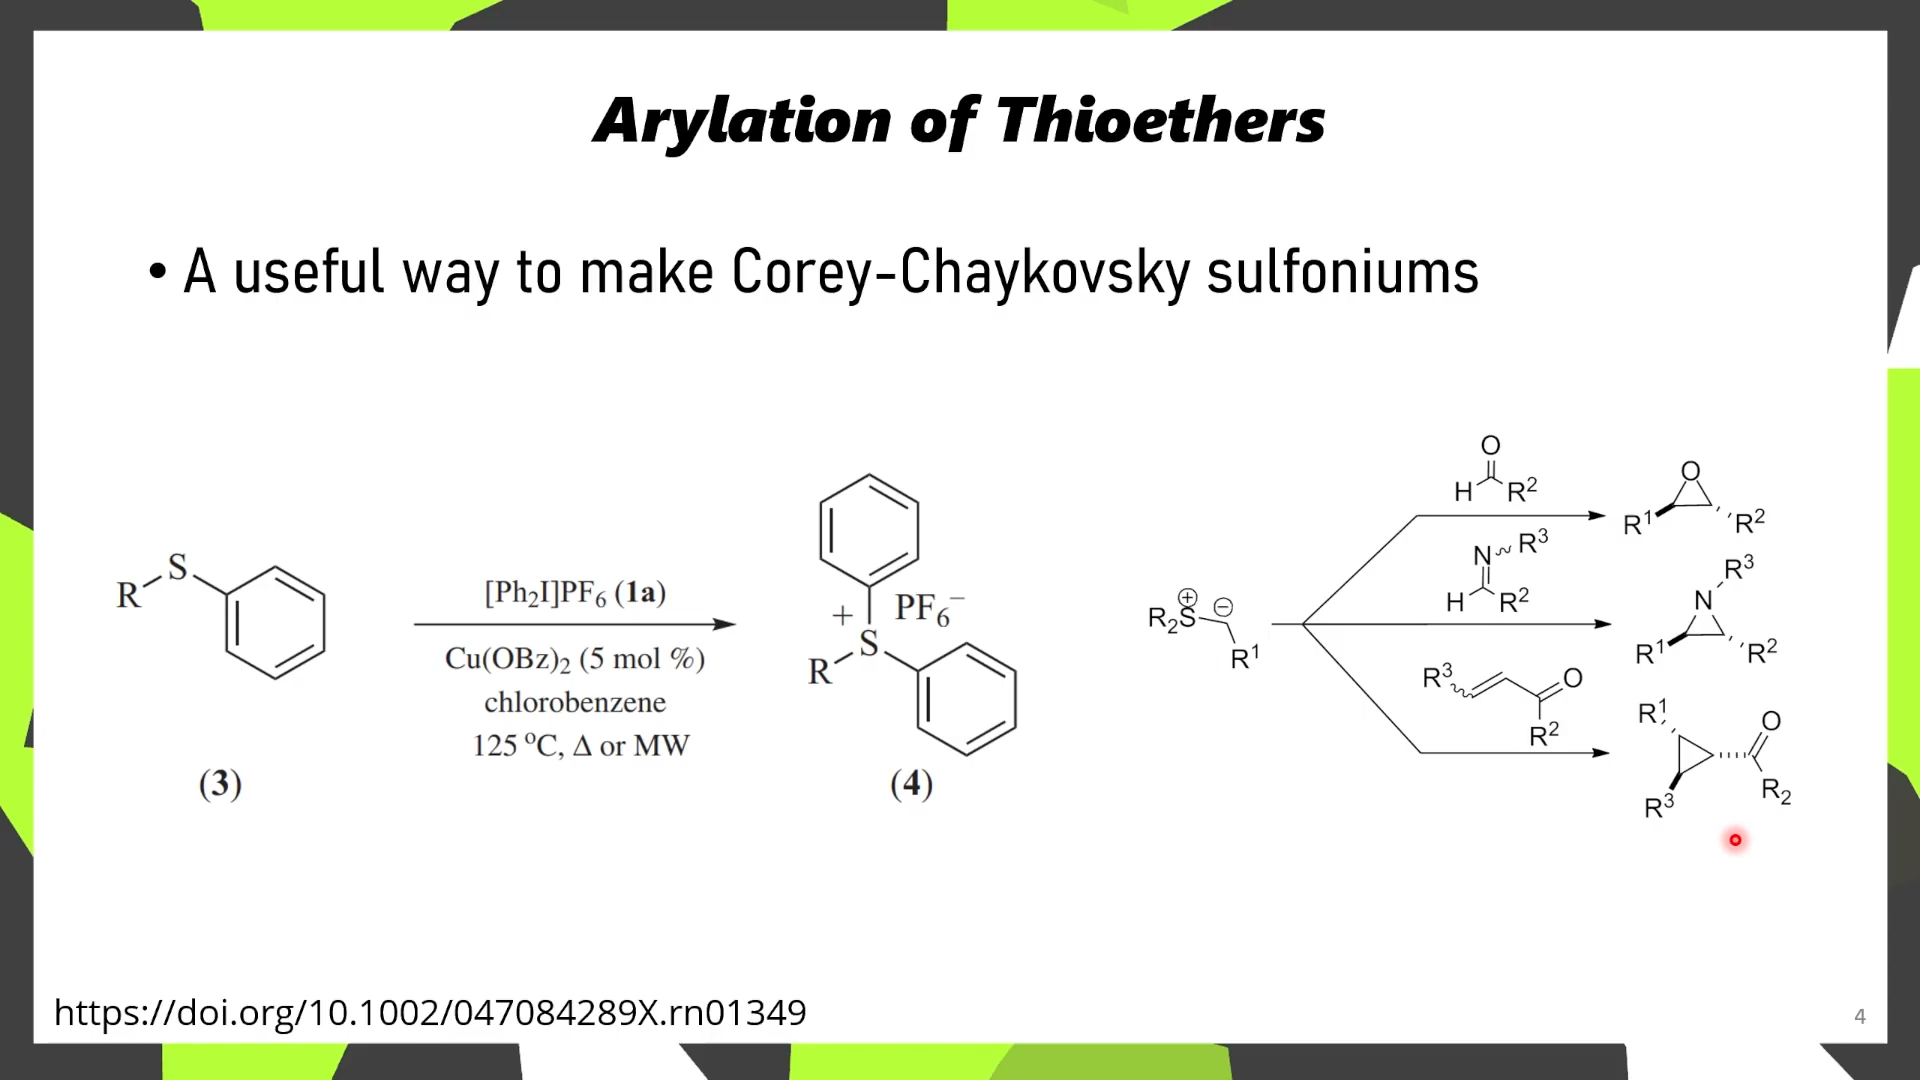 Arylation of Thioethers
• A useful way to make Corey-Chaykovsky sulfoniums
R S
[Ph₂I]PF₆ (1a)
Cu(OBz)₂ (5 mol %)
chlorobenzene
125 °C, Δ or MW
(3)
+ PF₆⁻
S
R
(4)
R₂S⊕ ⊖
R¹
O
H R²
N R³
H R²
R³ O
R²
O
R¹ R²
R³
N
R¹ R²
R¹ O
R³ R₂
https://doi.org/10.1002/047084289X.rn01349
4